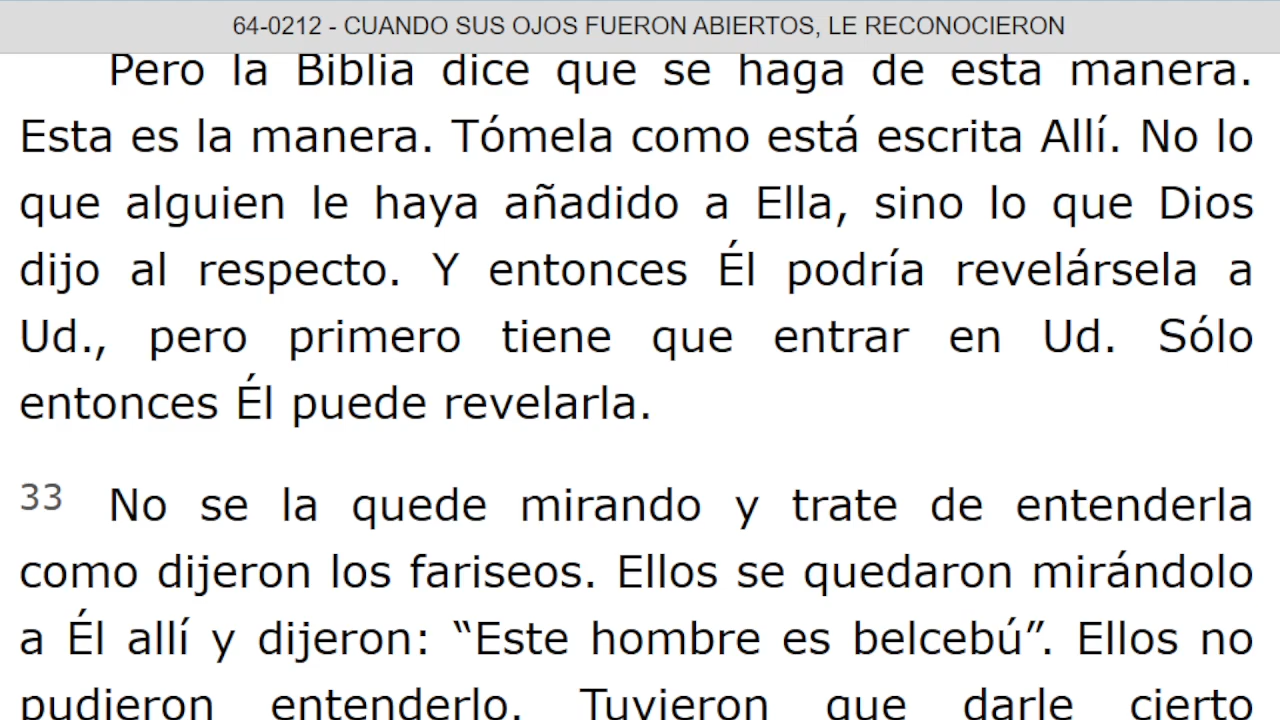 64-0212 - CUANDO SUS OJOS FUERON ABIERTOS, LE RECONOCIERON
Pero la Biblia dice que se haga de esta manera.
Esta es la manera. Tómela como está escrita Allí. No lo
que alguien le haya añadido a Ella, sino lo que Dios
dijo al respecto. Y entonces Él podría revelársela a
Ud., pero primero tiene que entrar en Ud. Sólo
entonces Él puede revelarla.
33 No se la quede mirando y trate de entenderla
como dijeron los fariseos. Ellos se quedaron mirándolo
a Él allí y dijeron: “Este hombre es belcebú”. Ellos no
pudieron entenderlo. Tuvieron que darle cierto